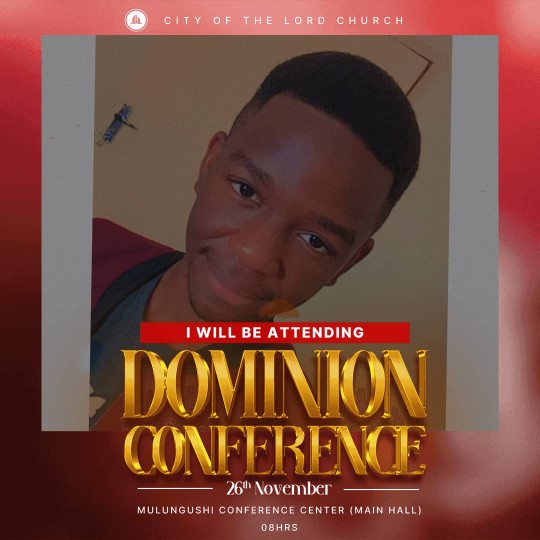 CITY OF THE LORD CHURCH
I WILL BE ATTENDING
DOMINION
CONFERENCE
26th November
MULUNGUSHI CONFERENCE CENTER (MAIN HALL)
08HRS